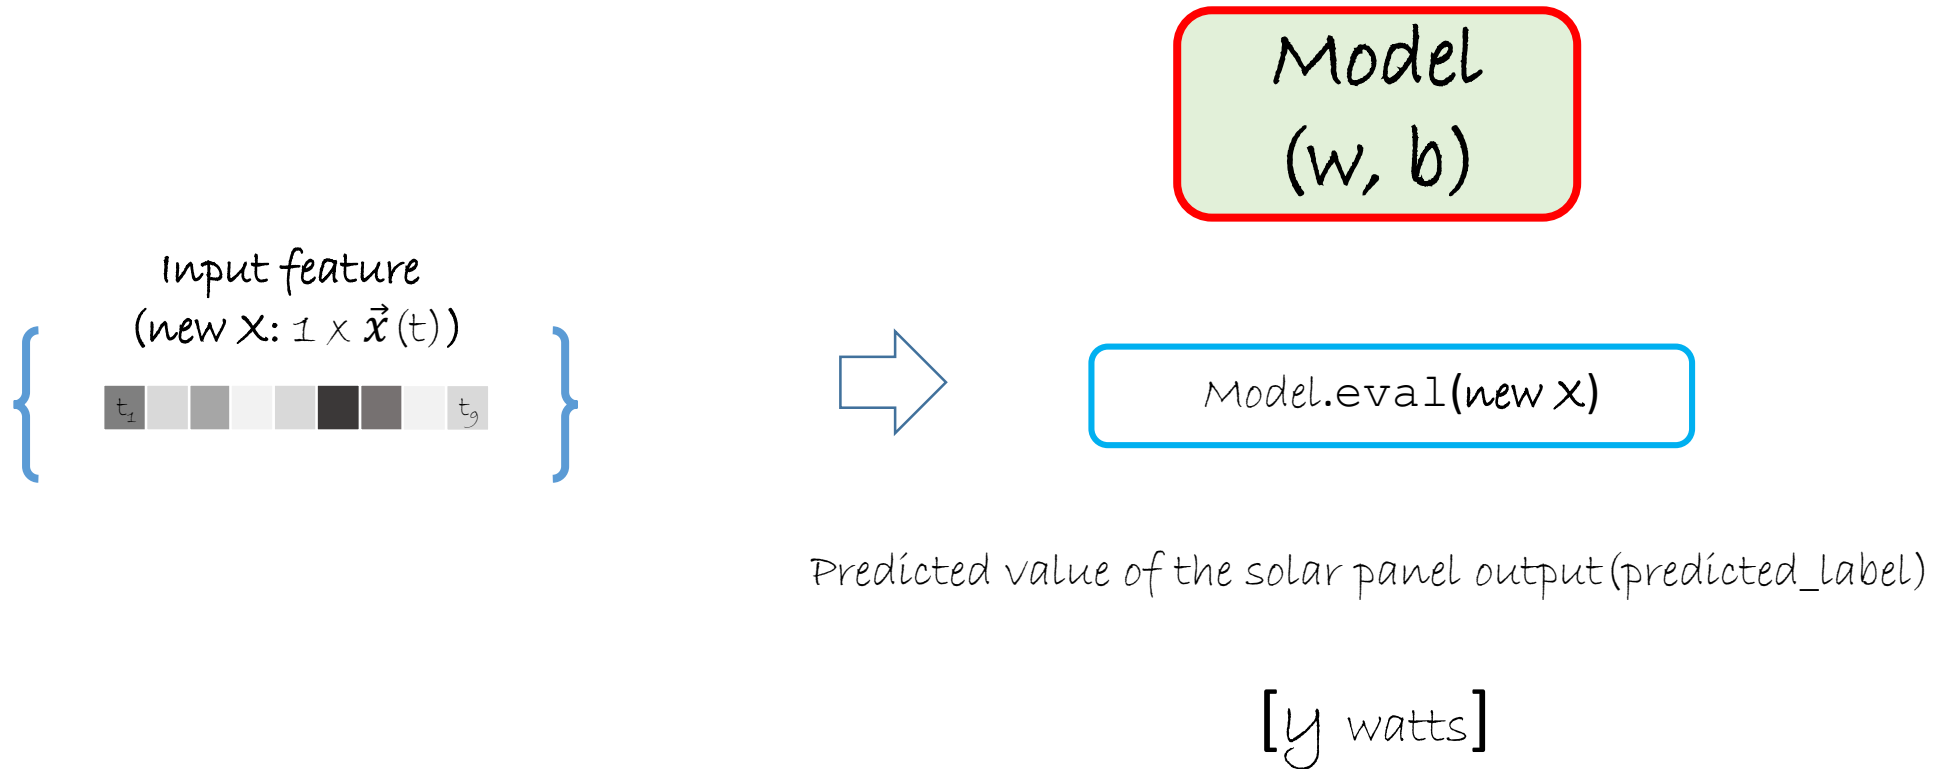 Model
(w, b)
Input feature
(new X: 1 x x⃗ (t))
t₁ t₉
Model.eval(new X)
Predicted value of the solar panel output(predicted_label)
[y watts]